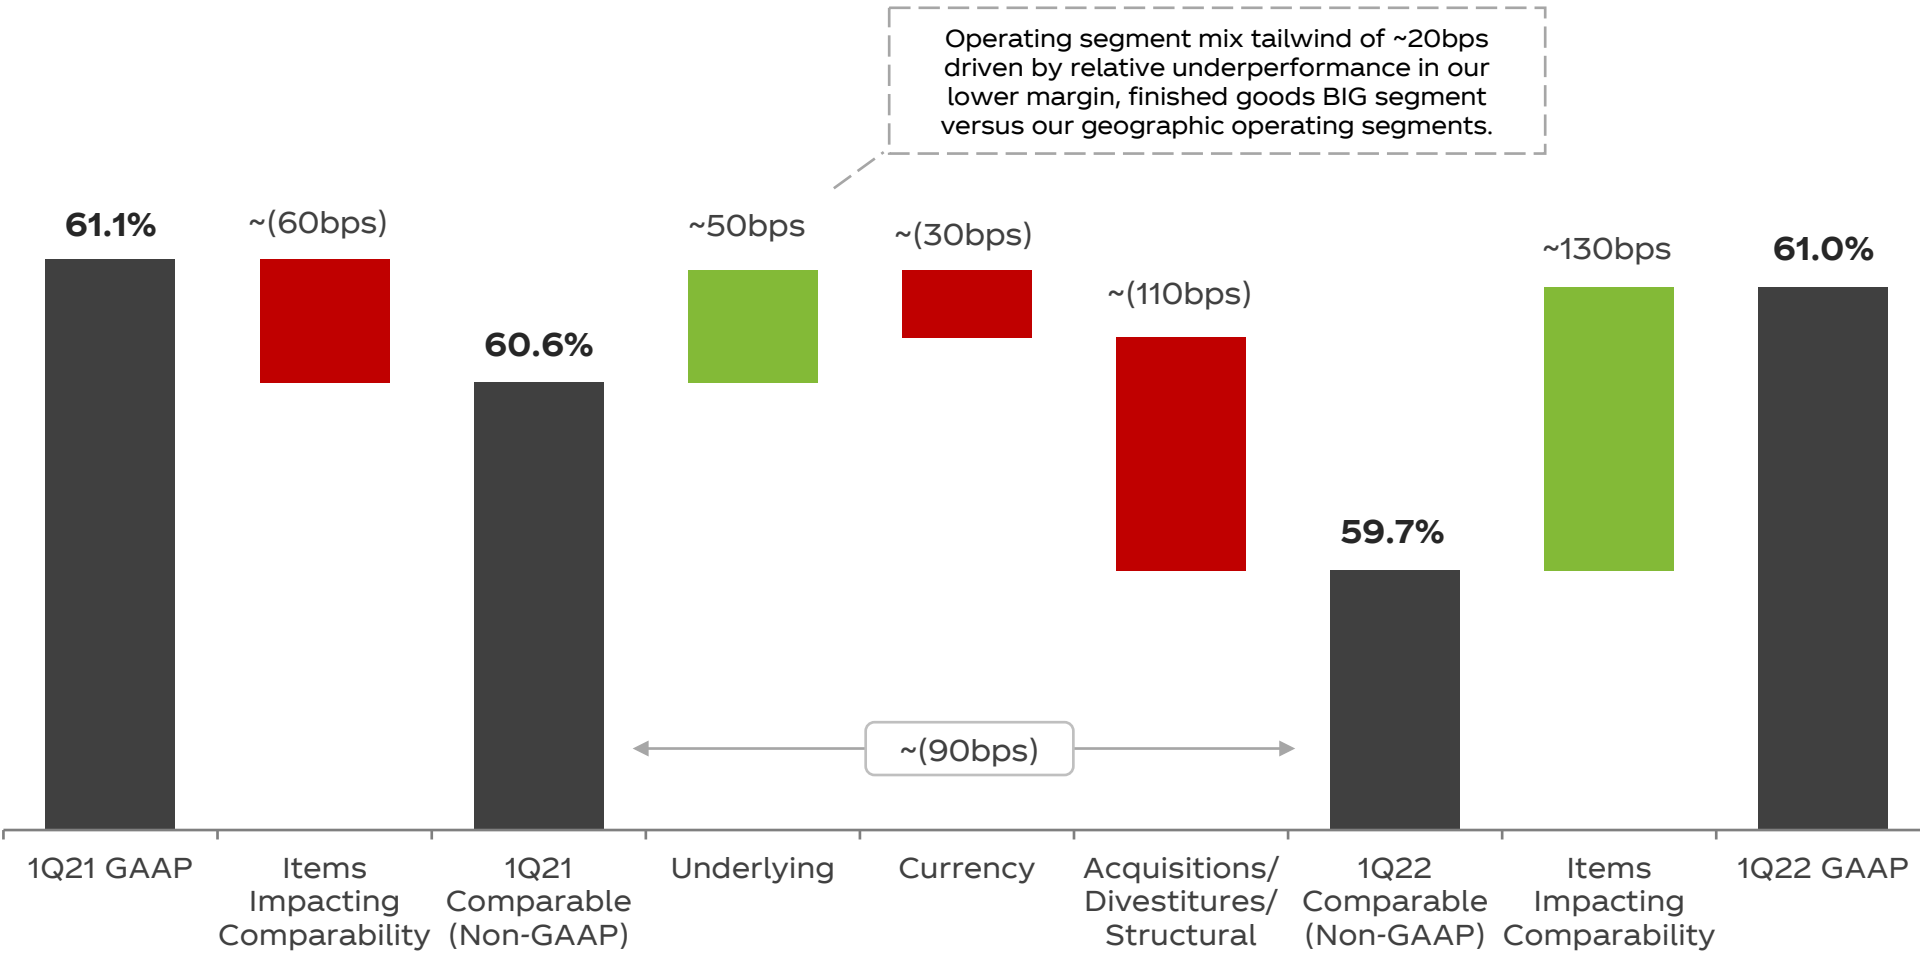 Operating segment mix tailwind of ~20bps
driven by relative underperformance in our
lower margin, finished goods BIG segment
versus our geographic operating segments.
61.1%
~(60bps)
60.6%
~50bps
~(30bps)
~(110bps)
59.7%
~130bps
61.0%
~(90bps)
1Q21 GAAP
Items
Impacting
Comparability
1Q21
Comparable
(Non-GAAP)
Underlying
Currency
Acquisitions/
Divestitures/
Structural
1Q22
Comparable
(Non-GAAP)
Items
Impacting
Comparability
1Q22 GAAP